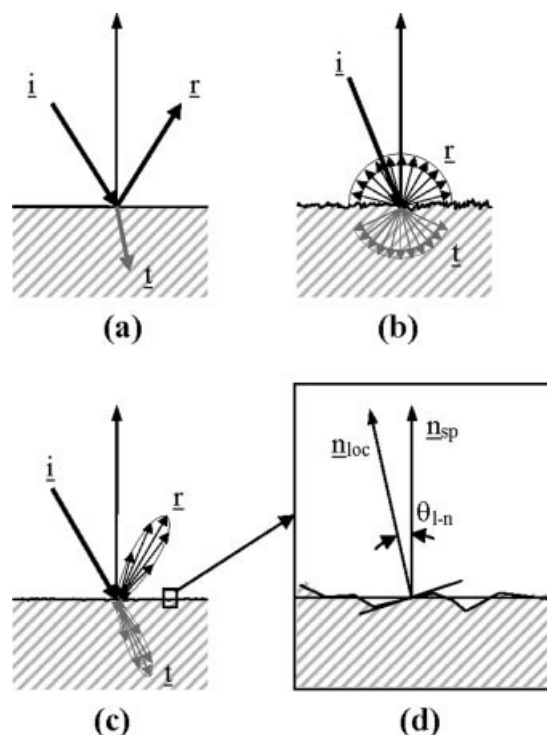 i r
t
(a)
i
r
t
(b)
i r
t
(c)
n_loc n_sp
θ_l-n
(d)